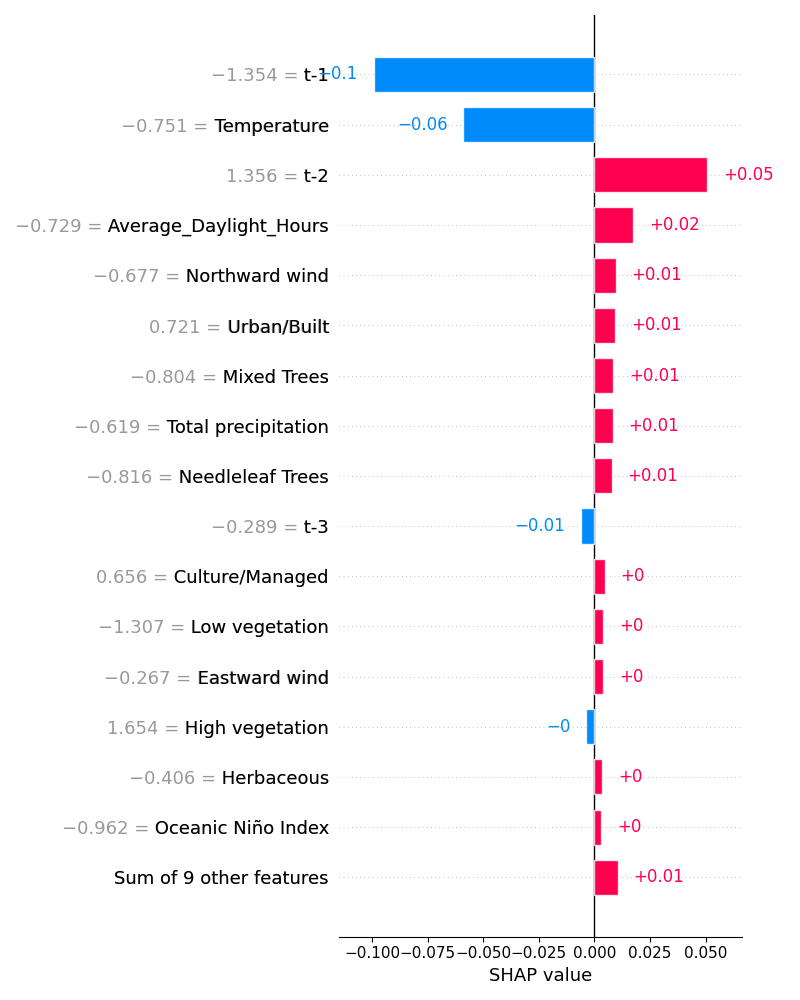 −1.354 = t-1 −0.1
−0.751 = Temperature −0.06
1.356 = t-2 +0.05
−0.729 = Average_Daylight_Hours +0.02
−0.677 = Northward wind +0.01
0.721 = Urban/Built +0.01
−0.804 = Mixed Trees +0.01
−0.619 = Total precipitation +0.01
−0.816 = Needleleaf Trees +0.01
−0.289 = t-3 −0.01
0.656 = Culture/Managed +0
−1.307 = Low vegetation +0
−0.267 = Eastward wind +0
1.654 = High vegetation −0
−0.406 = Herbaceous +0
−0.962 = Oceanic Niño Index +0
Sum of 9 other features +0.01
−0.100 −0.075 −0.050 −0.025 0.000 0.025 0.050
SHAP value